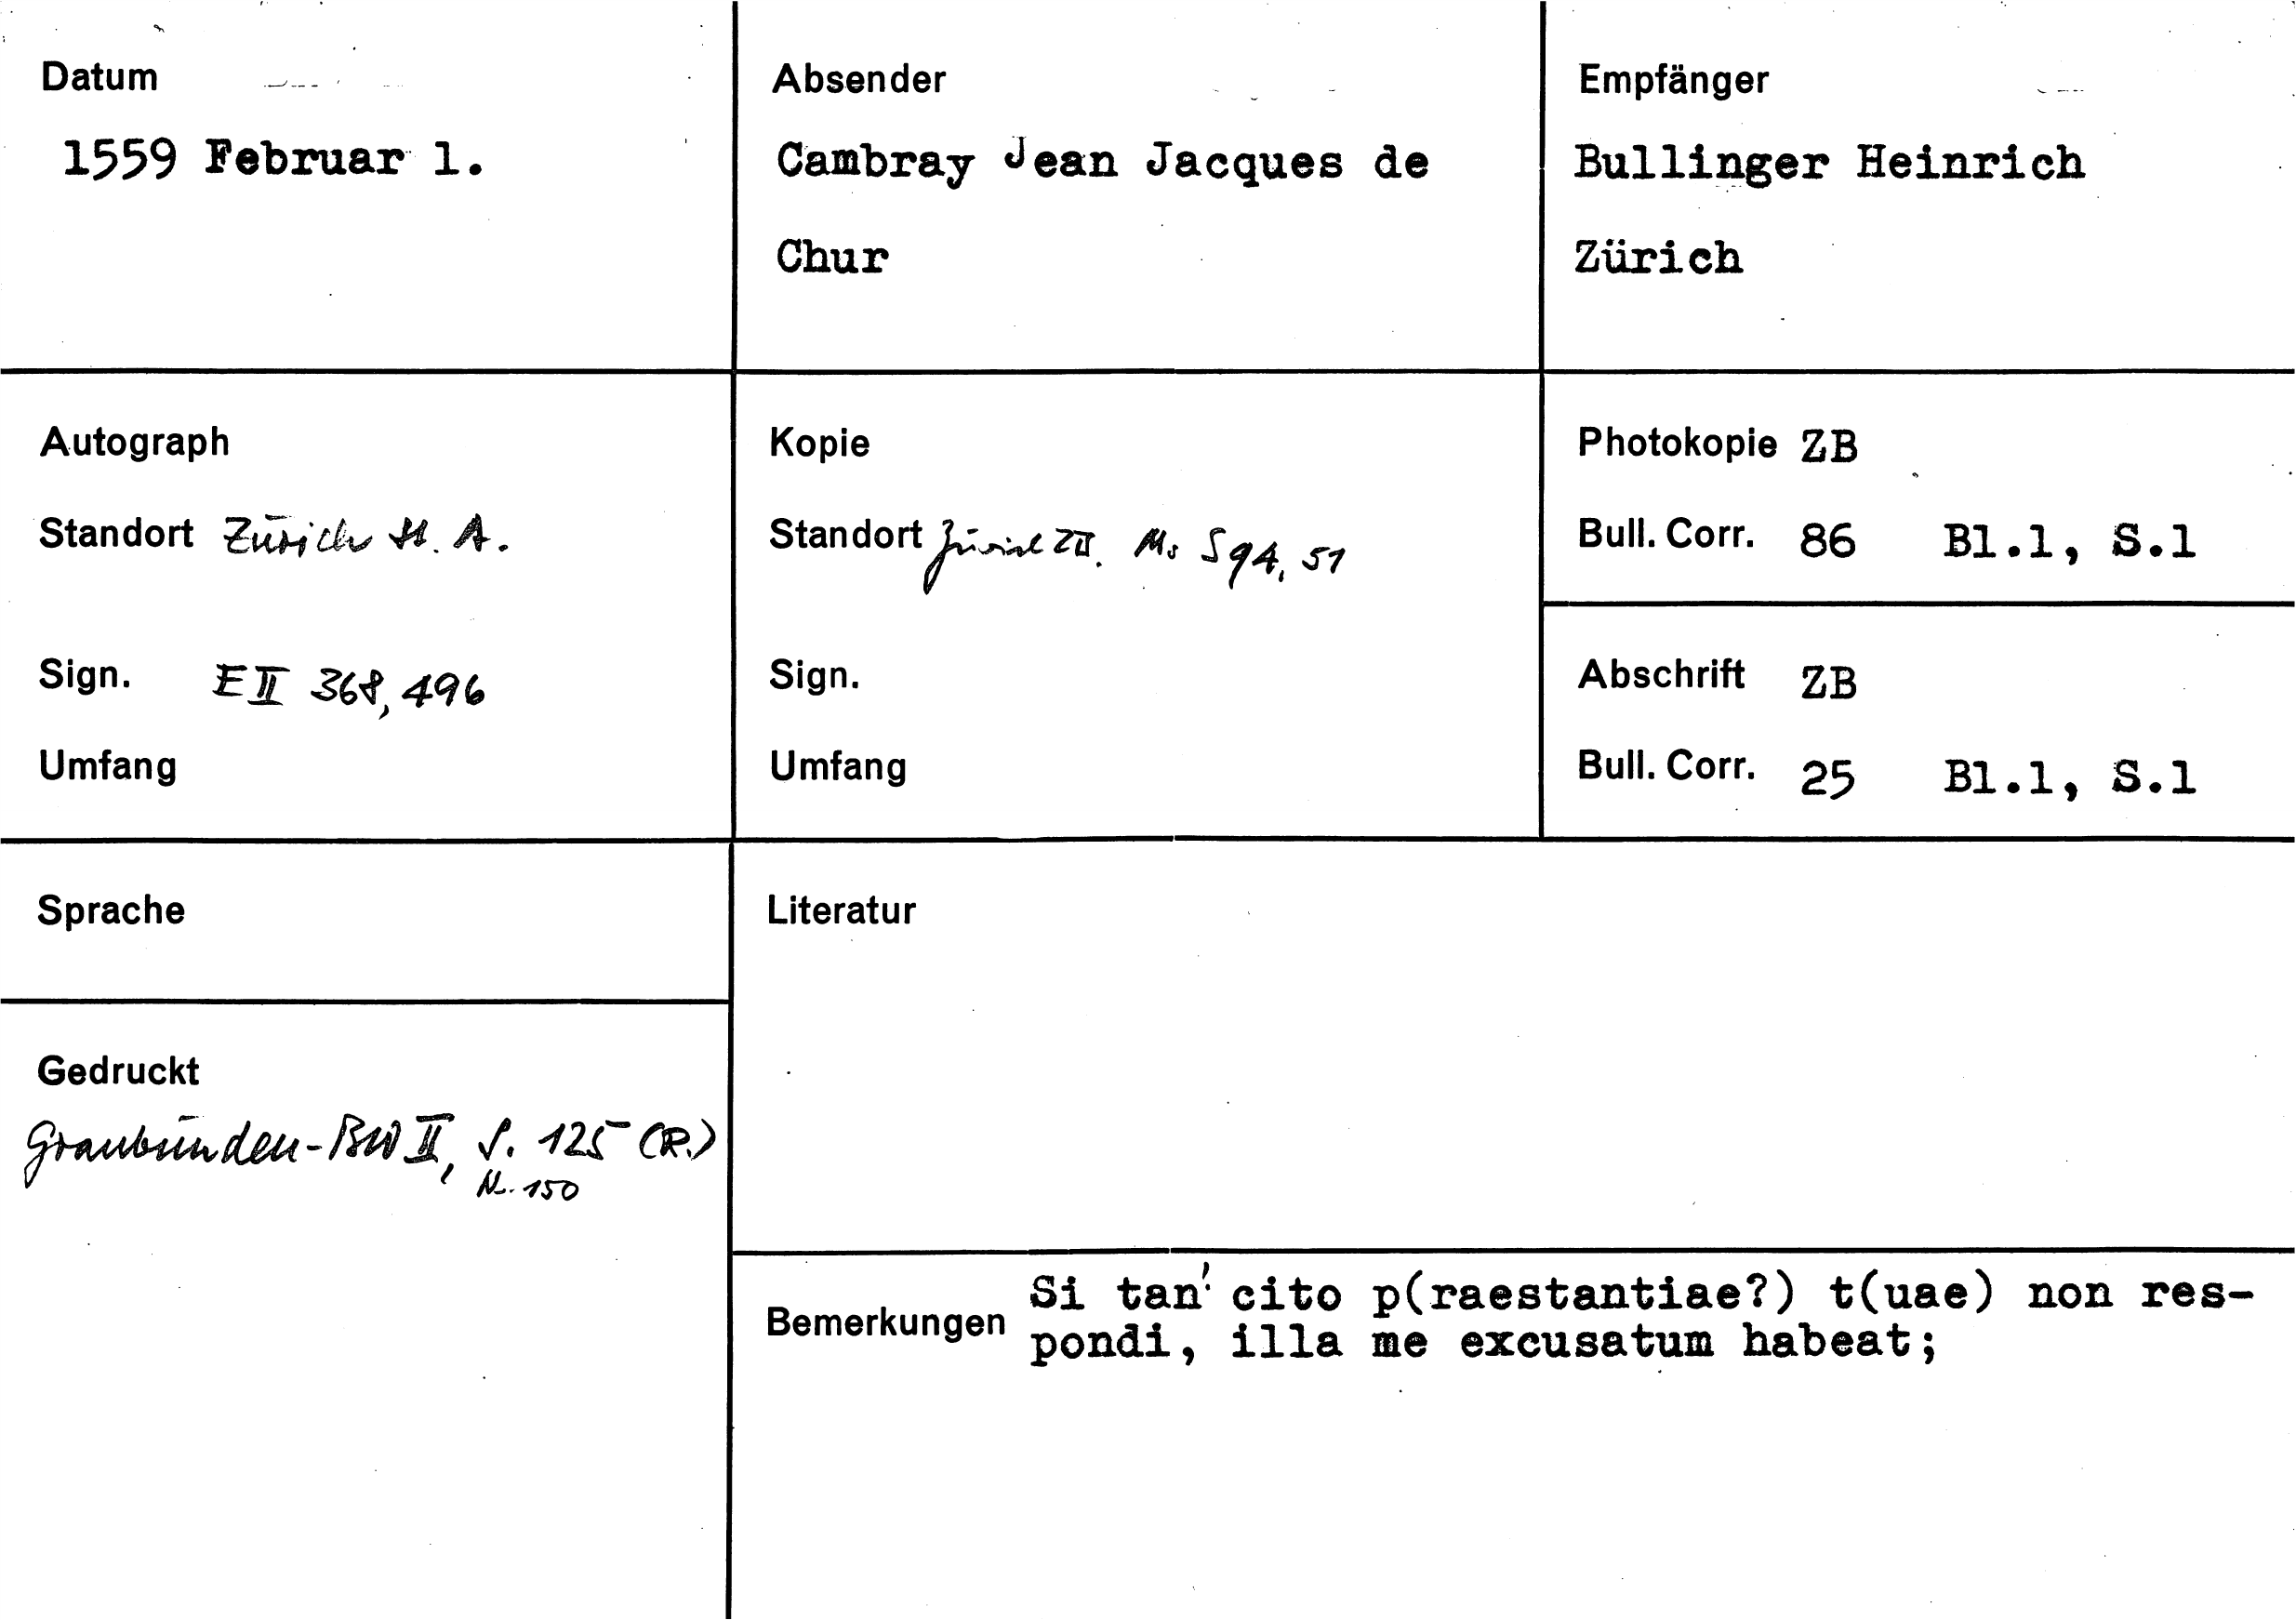 Datum
1559 Februar 1.
Absender
Cambray Jean Jacques de
Chur
Empfänger
Bullinger Heinrich
Zürich
Autograph
Standort Zürich St. A.
Sign. E II 368, 496
Umfang
Kopie
Standort Zürich ZB. Ms S 94, 51
Sign.
Umfang
Photokopie ZB
Bull. Corr. 86 Bl.1, S.1
Abschrift ZB
Bull. Corr. 25 Bl.1, S.1
Sprache
Gedruckt
Graubünden-BW II, S. 125 (R.)
N. 150
Literatur
Bemerkungen
Si tan' cito p(raestantiae?) t(uae) non res-
pondi, illa me excusatum habeat;